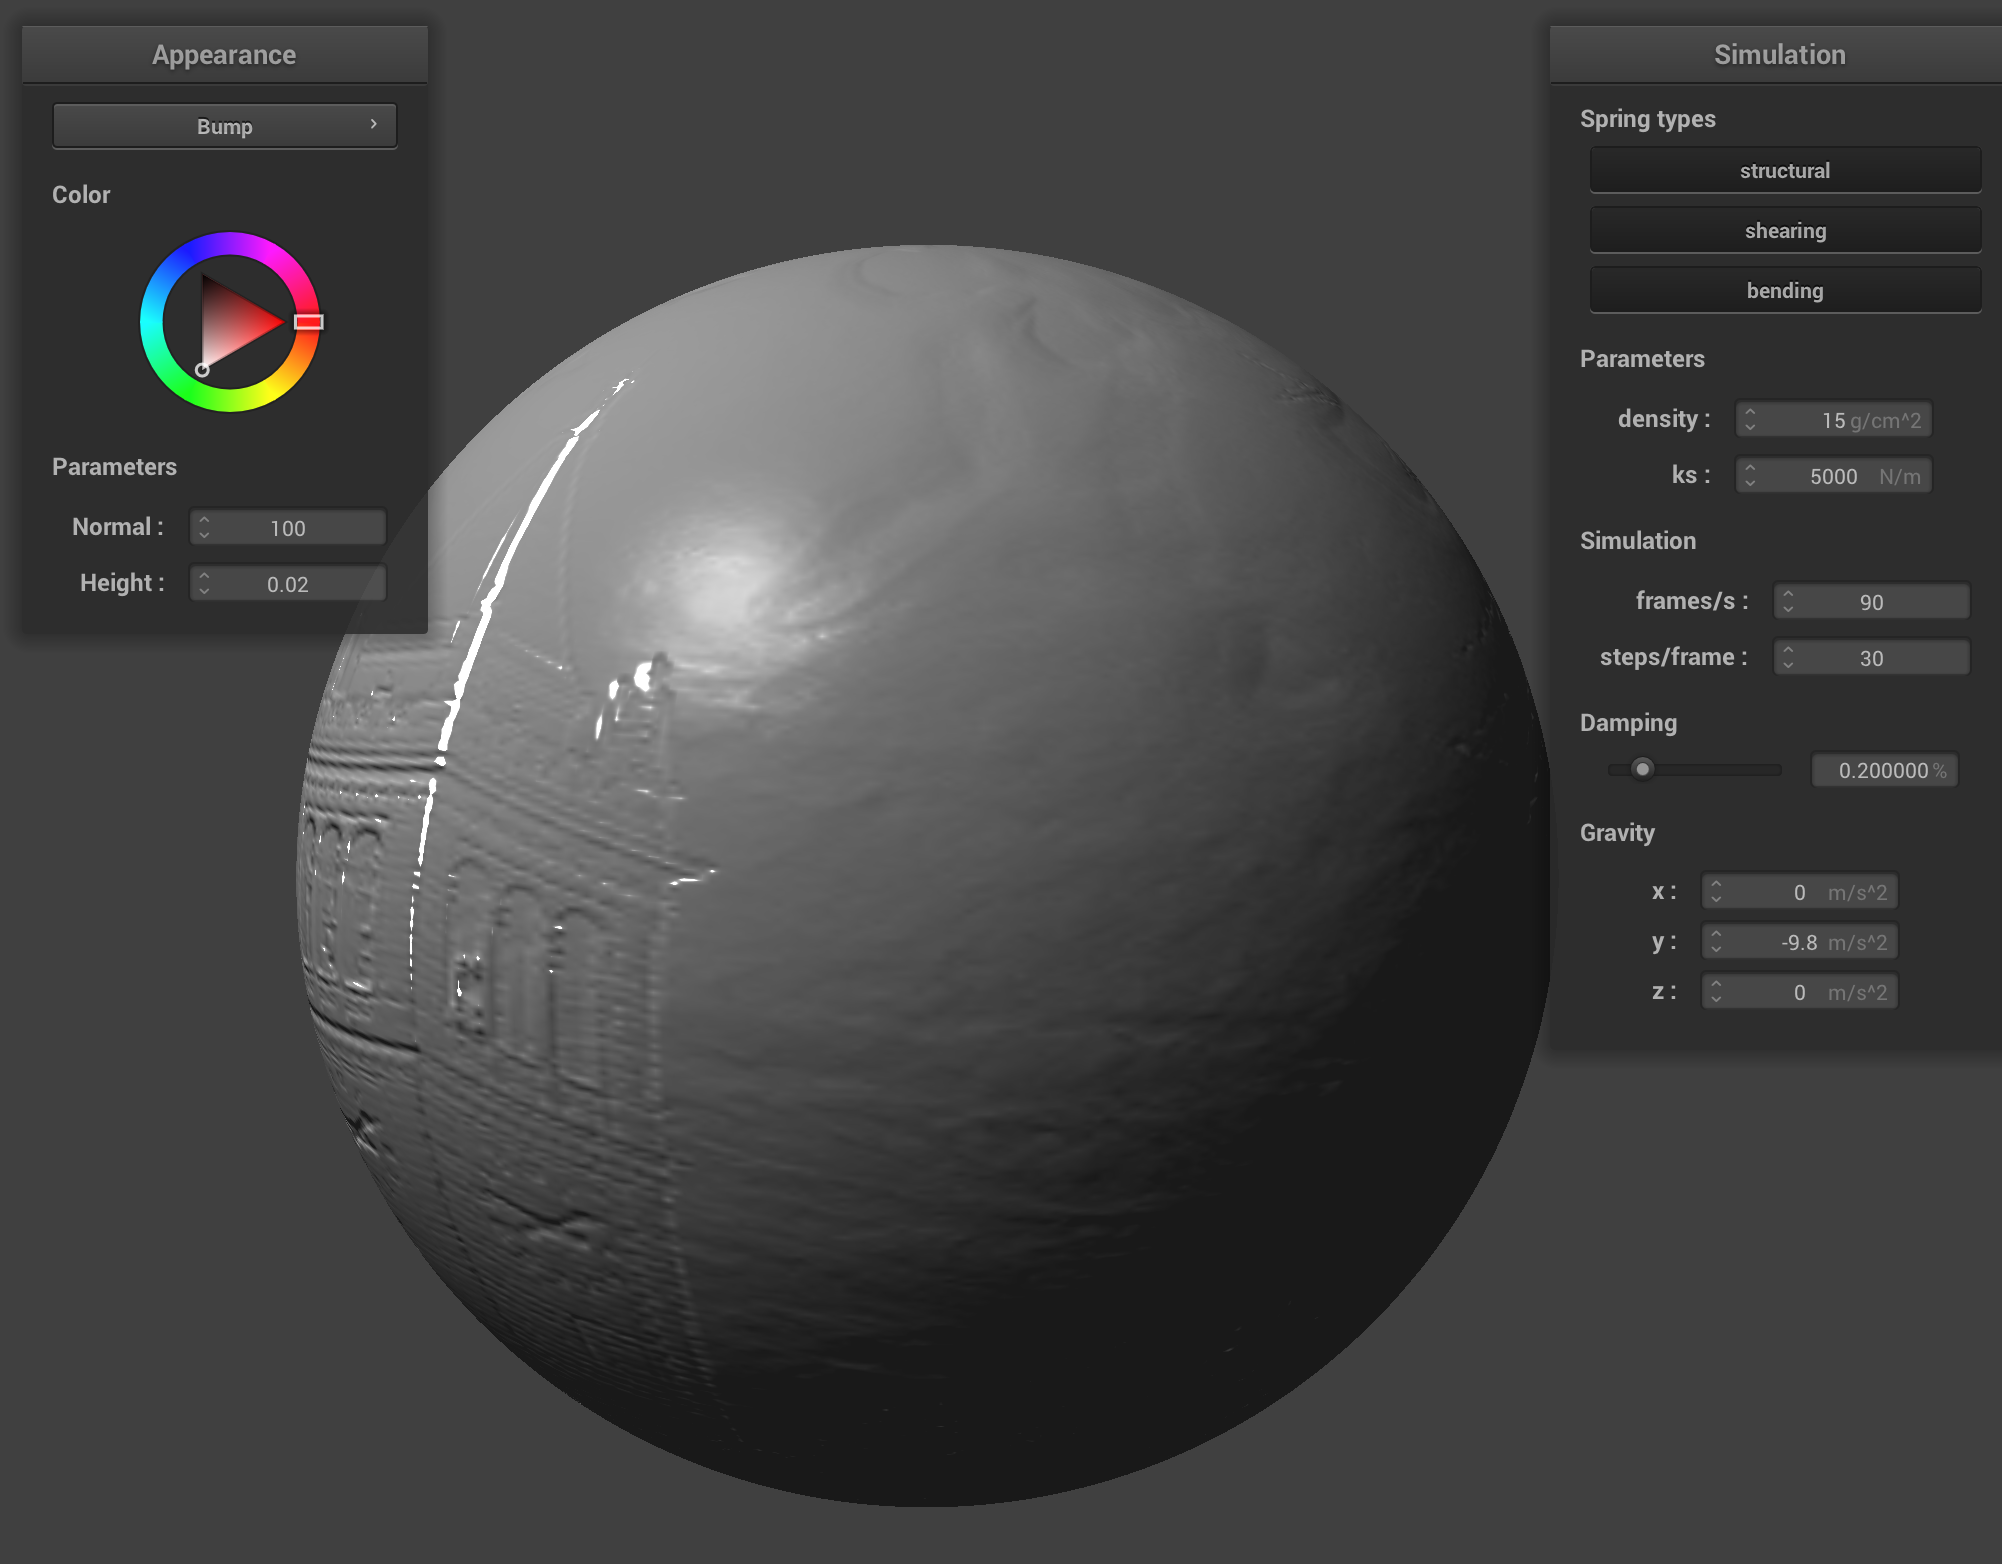 Appearance
Bump
Color
Parameters
Normal : 100
Height : 0.02
Simulation
Spring types
structural
shearing
bending
Parameters
density : 15 g/cm^2
ks : 5000 N/m
Simulation
frames/s : 90
steps/frame : 30
Damping
0.200000 %
Gravity
x : 0 m/s^2
y : -9.8 m/s^2
z : 0 m/s^2